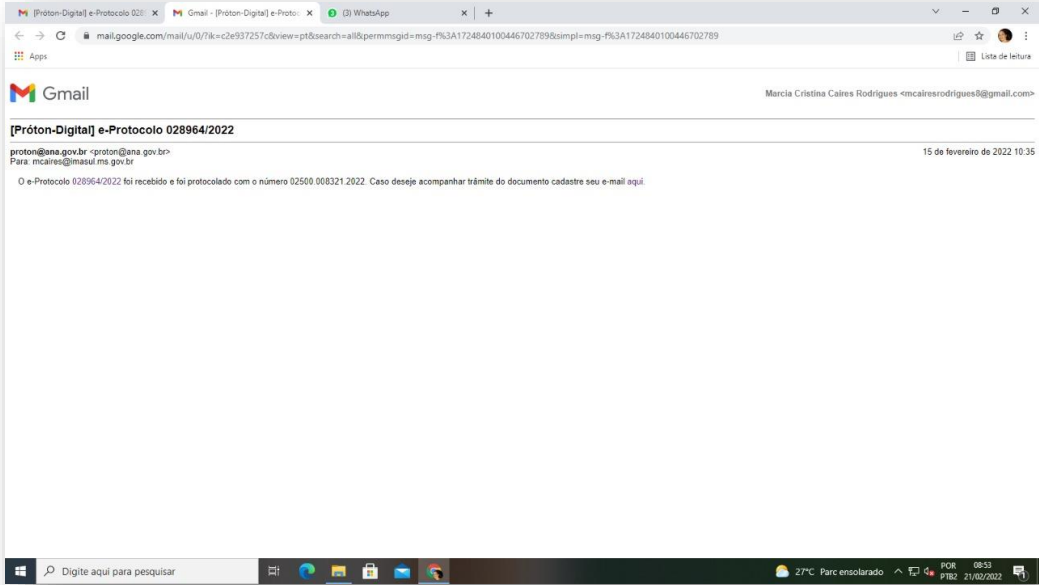 [Próton-Digital] e-Protocolo 028
Gmail - [Próton-Digital] e-Protoc
(3) WhatsApp
mail.google.com/mail/u/0/?ik=c2e937257c&view=pt&search=all&permmsgid=msg-f%3A1724840100446702789&simpl=msg-f%3A1724840100446702789
Apps
Lista de leitura
Gmail
Marcia Cristina Caires Rodrigues <mcairesrodrigues8@gmail.com>
[Próton-Digital] e-Protocolo 028964/2022
proton@ana.gov.br <proton@ana.gov.br>
15 de fevereiro de 2022 10:35
Para: mcaires@imasul.ms.gov.br
O e-Protocolo 028964/2022 foi recebido e foi protocolado com o número 02500.008321.2022. Caso deseje acompanhar trâmite do documento cadastre seu e-mail aqui.
Digite aqui para pesquisar
27°C Parc ensolarado
POR
PTB2
08:53
21/02/2022